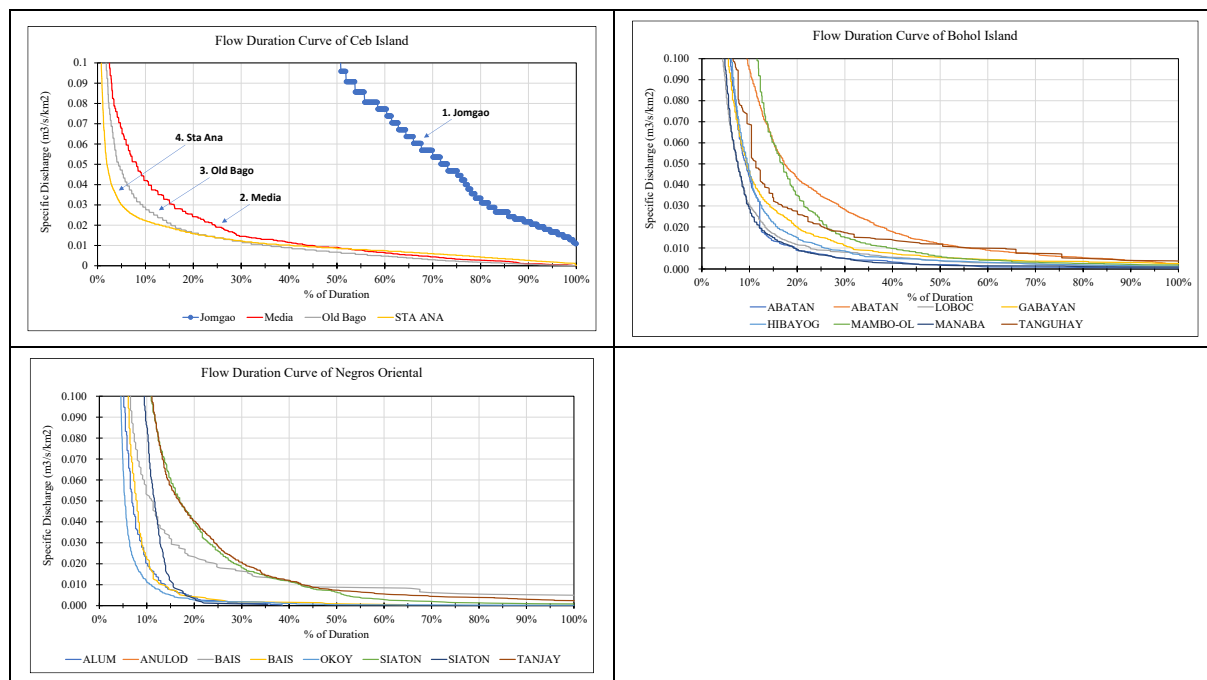 Flow Duration Curve of Ceb Island
Specific Discharge (m3/s/km2)
0.1
0.09
0.08
0.07
0.06
0.05
0.04
0.03
0.02
0.01
0
1. Jomgao
4. Sta Ana
3. Old Bago
2. Media
0% 10% 20% 30% 40% 50% 60% 70% 80% 90% 100%
% of Duration
Jomgao Media Old Bago STA ANA
Flow Duration Curve of Bohol Island
Specific Discharge (m3/s/km2)
0.100
0.090
0.080
0.070
0.060
0.050
0.040
0.030
0.020
0.010
0.000
0% 10% 20% 30% 40% 50% 60% 70% 80% 90% 100%
% of Duration
ABATAN ABATAN LOBOC GABAYAN
HIBAYOG MAMBO-OL MANABA TANGUHAY
Flow Duration Curve of Negros Oriental
Specific Discharge (m3/s/km2)
0.100
0.090
0.080
0.070
0.060
0.050
0.040
0.030
0.020
0.010
0.000
0% 10% 20% 30% 40% 50% 60% 70% 80% 90% 100%
% of Duration
ALUM ANULOD BAIS BAIS OKOY SIATON SIATON TANJAY